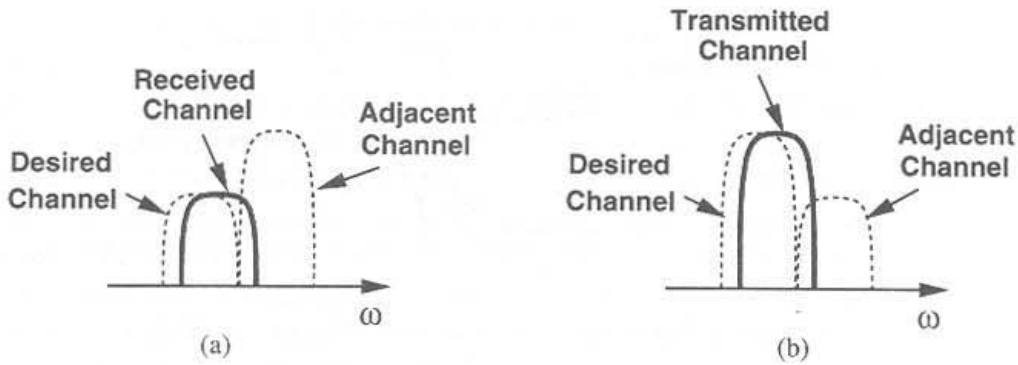 Received
Channel
Adjacent
Channel
Desired
Channel
ω
(a)
Transmitted
Channel
Desired
Channel
Adjacent
Channel
ω
(b)